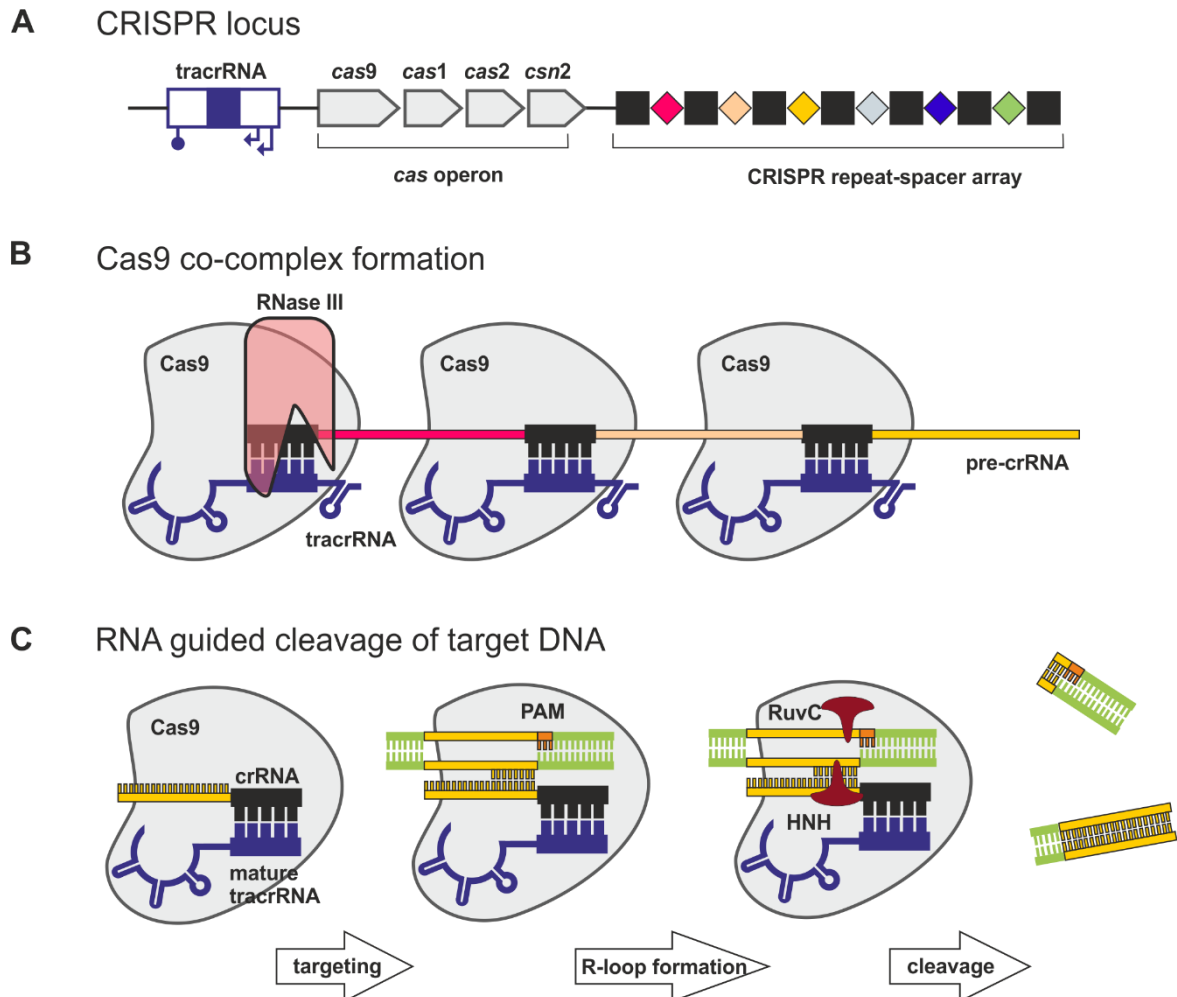 A CRISPR locus
tracrRNA cas9 cas1 cas2 csn2
cas operon
CRISPR repeat-spacer array
B Cas9 co-complex formation
RNase III
Cas9 Cas9 Cas9
pre-crRNA
tracrRNA
C RNA guided cleavage of target DNA
Cas9
crRNA
mature
tracrRNA
PAM
RuvC
HNH
targeting
R-loop formation
cleavage